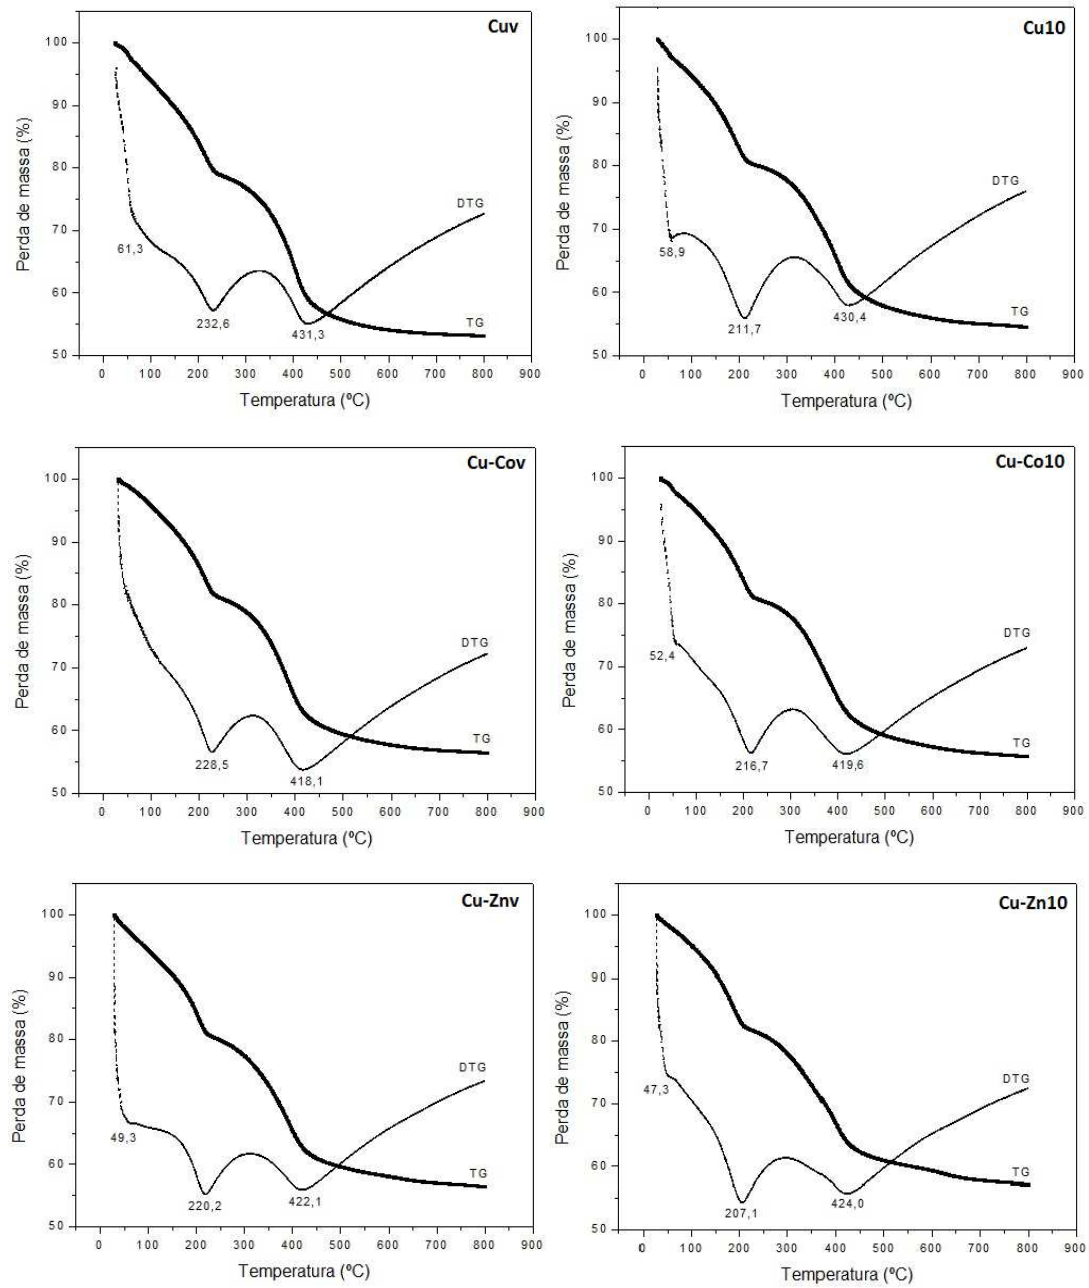 Cuv
100
90
80
70
60
50
Perda de massa (%)
DTG
TG
61,3
232,6
431,3
0 100 200 300 400 500 600 700 800 900
Temperatura (ºC)
Cu10
100
90
80
70
60
50
Perda de massa (%)
DTG
TG
58,9
211,7
430,4
0 100 200 300 400 500 600 700 800 900
Temperatura (ºC)
Cu-Cov
100
90
80
70
60
50
Perda de massa (%)
DTG
TG
228,5
418,1
0 100 200 300 400 500 600 700 800 900
Temperatura (ºC)
Cu-Co10
100
90
80
70
60
50
Perda de massa (%)
DTG
TG
52,4
216,7
419,6
0 100 200 300 400 500 600 700 800 900
Temperatura (ºC)
Cu-Znv
100
90
80
70
60
50
Perda de massa (%)
DTG
TG
49,3
220,2
422,1
0 100 200 300 400 500 600 700 800 900
Temperatura (ºC)
Cu-Zn10
100
90
80
70
60
50
Perda de massa (%)
DTG
TG
47,3
207,1
424,0
0 100 200 300 400 500 600 700 800 900
Temperatura (ºC)